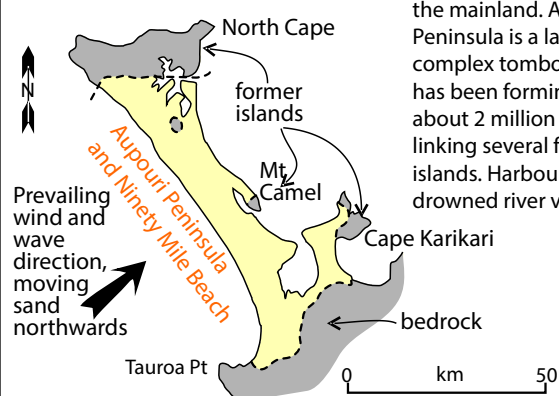 the mainland. A
Peninsula is a la
complex tombo
has been formin
about 2 million
linking several f
islands. Harbou
drowned river v
North Cape
N
former
islands
Mt
Camel
Aupouri Peninsula
and Ninety Mile Beach
Prevailing
wind and
wave
direction,
moving
sand
northwards
Cape Karikari
bedrock
Tauroa Pt
0 km 50